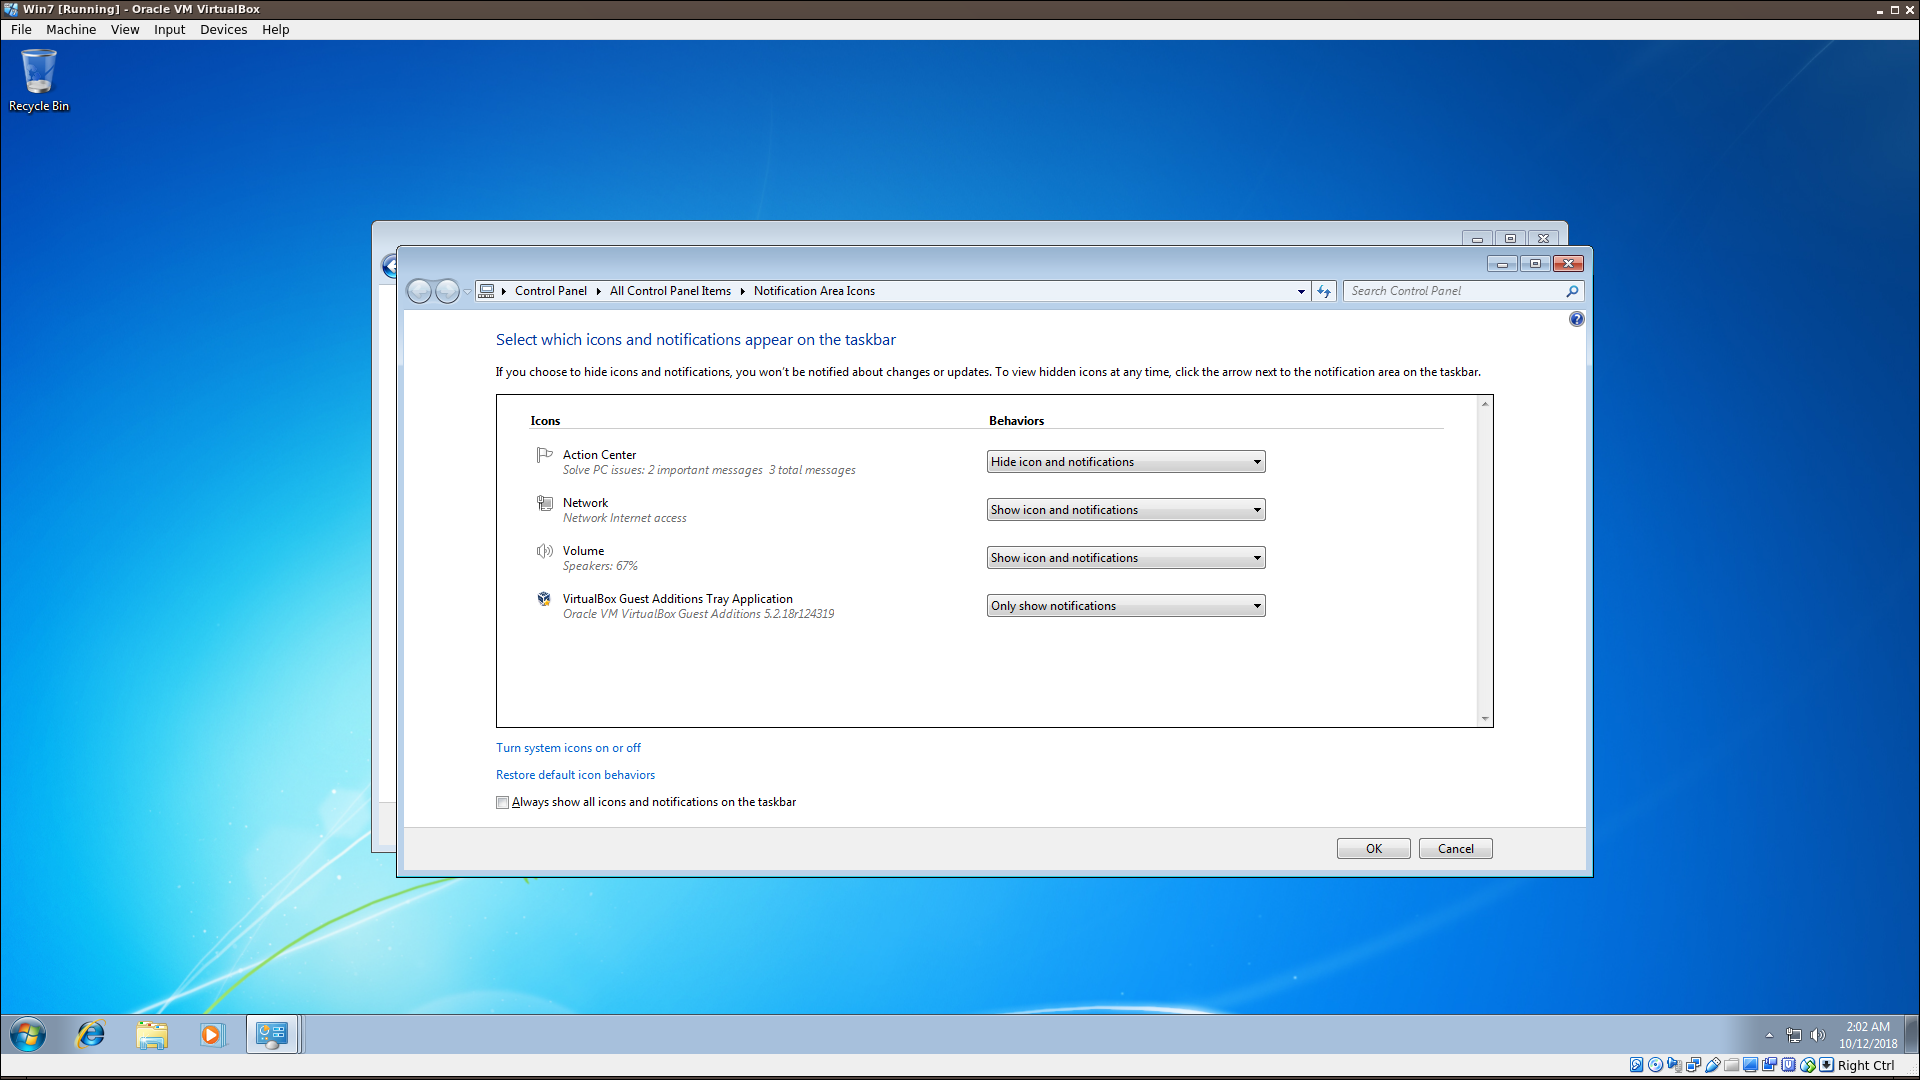 Win7 [Running] - Oracle VM VirtualBox
File Machine View Input Devices Help
Recycle Bin
Control Panel All Control Panel Items Notification Area Icons
Search Control Panel
Select which icons and notifications appear on the taskbar
If you choose to hide icons and notifications, you won't be notified about changes or updates. To view hidden icons at any time, click the arrow next to the notification area on the taskbar.
Icons Behaviors
Action Center
Solve PC issues: 2 important messages 3 total messages
Hide icon and notifications
Network
Network Internet access
Show icon and notifications
Volume
Speakers: 67%
Show icon and notifications
VirtualBox Guest Additions Tray Application
Oracle VM VirtualBox Guest Additions 5.2.18r124319
Only show notifications
Turn system icons on or off
Restore default icon behaviors
Always show all icons and notifications on the taskbar
OK Cancel
2:02 AM
10/12/2018
Right Ctrl